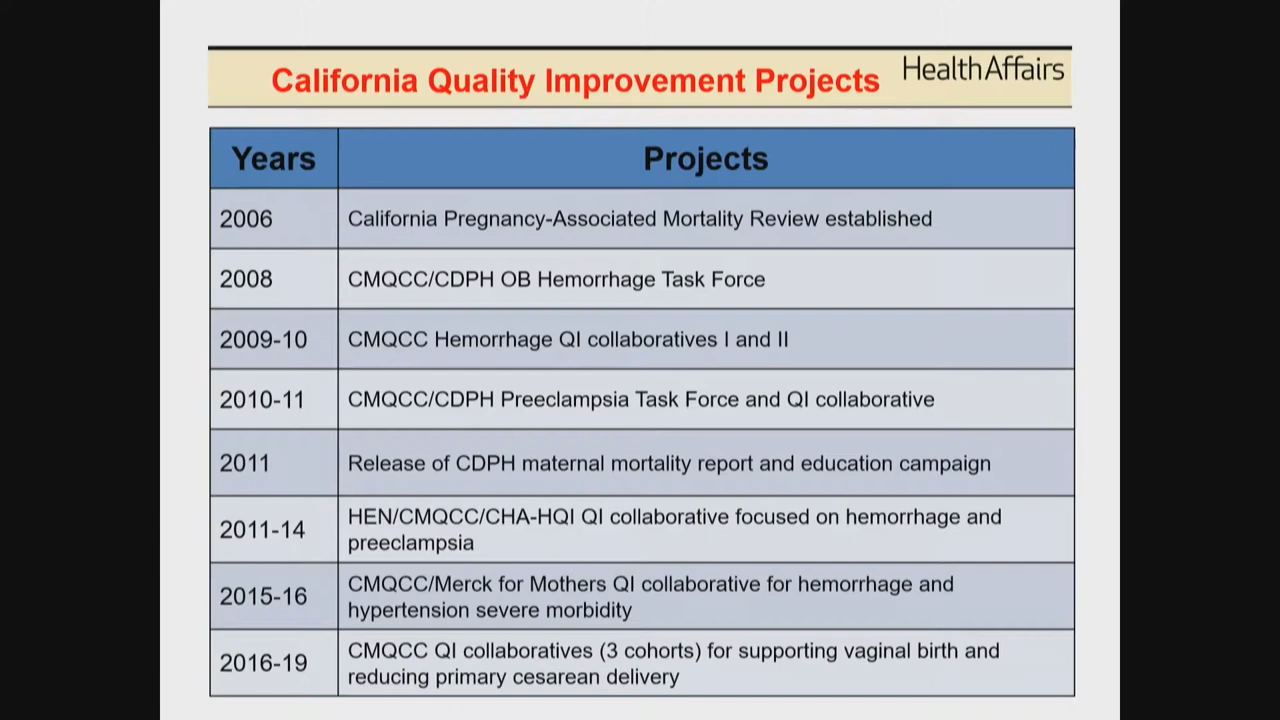 California Quality Improvement Projects
HealthAffairs
Years
Projects
2006
California Pregnancy-Associated Mortality Review established
2008
CMQCC/CDPH OB Hemorrhage Task Force
2009-10
CMQCC Hemorrhage QI collaboratives I and II
2010-11
CMQCC/CDPH Preeclampsia Task Force and QI collaborative
2011
Release of CDPH maternal mortality report and education campaign
2011-14
HEN/CMQCC/CHA-HQI QI collaborative focused on hemorrhage and
preeclampsia
2015-16
CMQCC/Merck for Mothers QI collaborative for hemorrhage and
hypertension severe morbidity
2016-19
CMQCC QI collaboratives (3 cohorts) for supporting vaginal birth and
reducing primary cesarean delivery